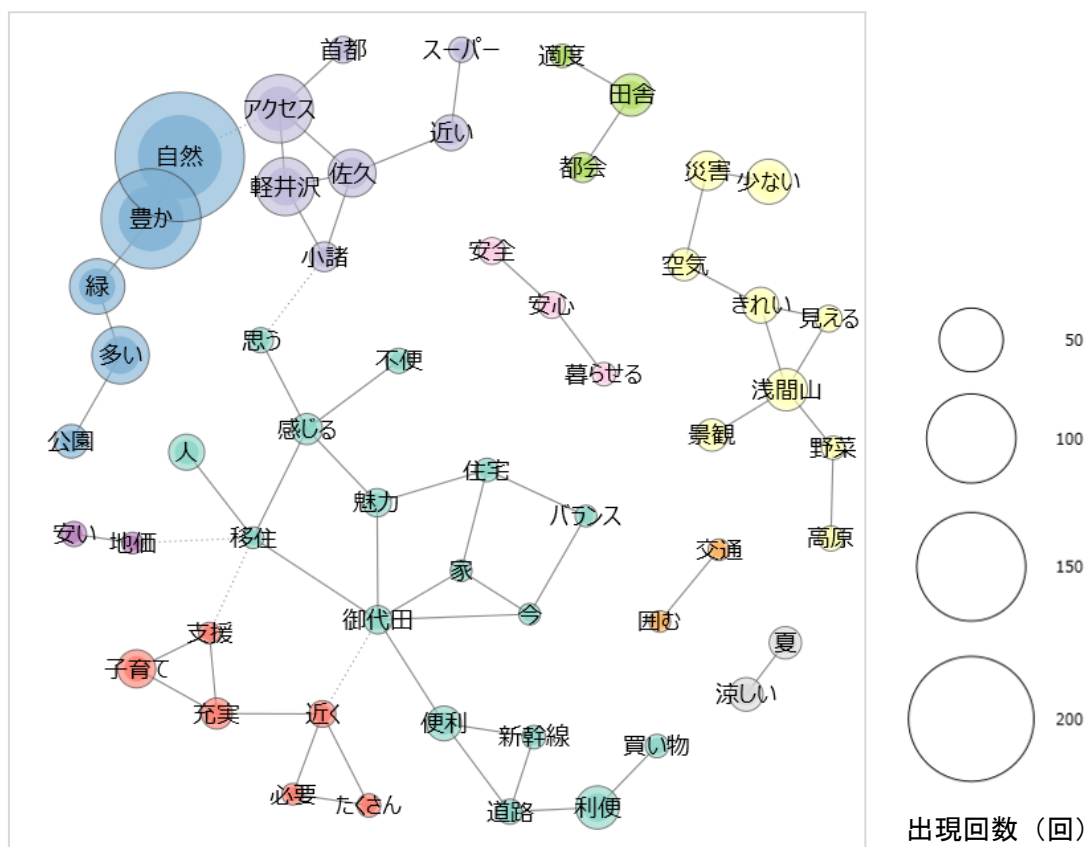 首都
スーパー
適度
アクセス
田舎
近い
自然
都会
災害
少ない
佐久
軽井沢
豊か
安全
小諸
空気
緑
安心
きれい
見える
思う
多い
不便
暮らせる
浅間山
感じる
景観
公園
人
野菜
住宅
魅力
バランス
安い
地価
移住
高原
交通
家
御代田
今
囲む
支援
夏
子育て
涼しい
充実
近く
便利
新幹線
買い物
必要
たくさん
道路
利便
50
100
150
200
出現回数（回）